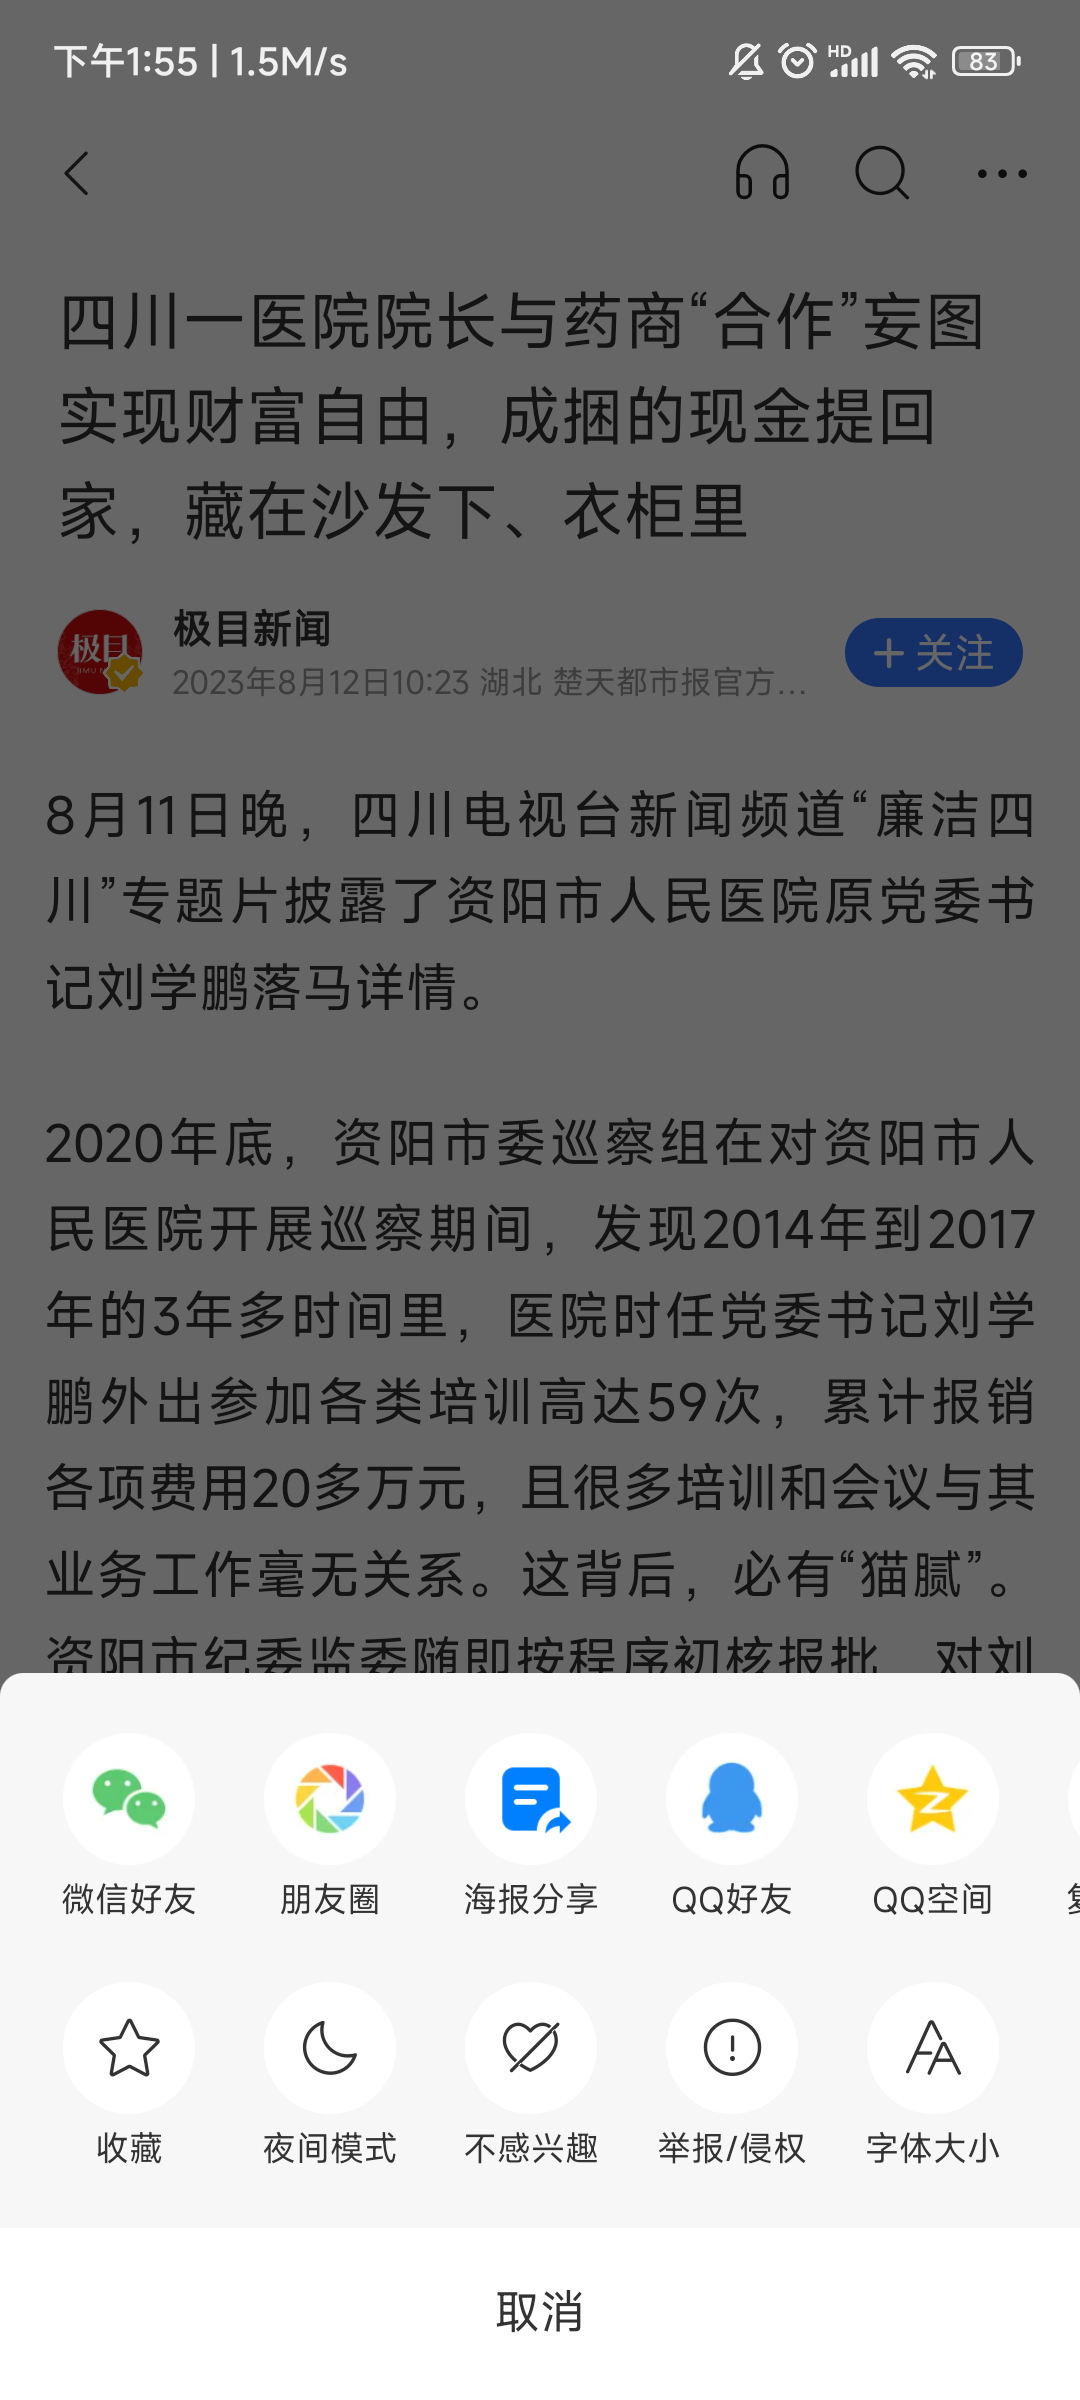 下午1:55 | 1.5M/s
HD
83
四川一医院院长与药商“合作”妄图
实现财富自由，成捆的现金提回
家，藏在沙发下、衣柜里
极目
极目新闻
2023年8月12日10:23 湖北 楚天都市报官方...
+ 关注
8月11日晚，四川电视台新闻频道“廉洁四
川”专题片披露了资阳市人民医院原党委书
记刘学鹏落马详情。
2020年底，资阳市委巡察组在对资阳市人
民医院开展巡察期间，发现2014年到2017
年的3年多时间里，医院时任党委书记刘学
鹏外出参加各类培训高达59次，累计报销
各项费用20多万元，且很多培训和会议与其
业务工作毫无关系。这背后，必有“猫腻”。
资阳市纪委监委随即按程序初核报批，对刘
微信好友
朋友圈
海报分享
QQ好友
QQ空间
收藏
夜间模式
不感兴趣
举报/侵权
字体大小
取消